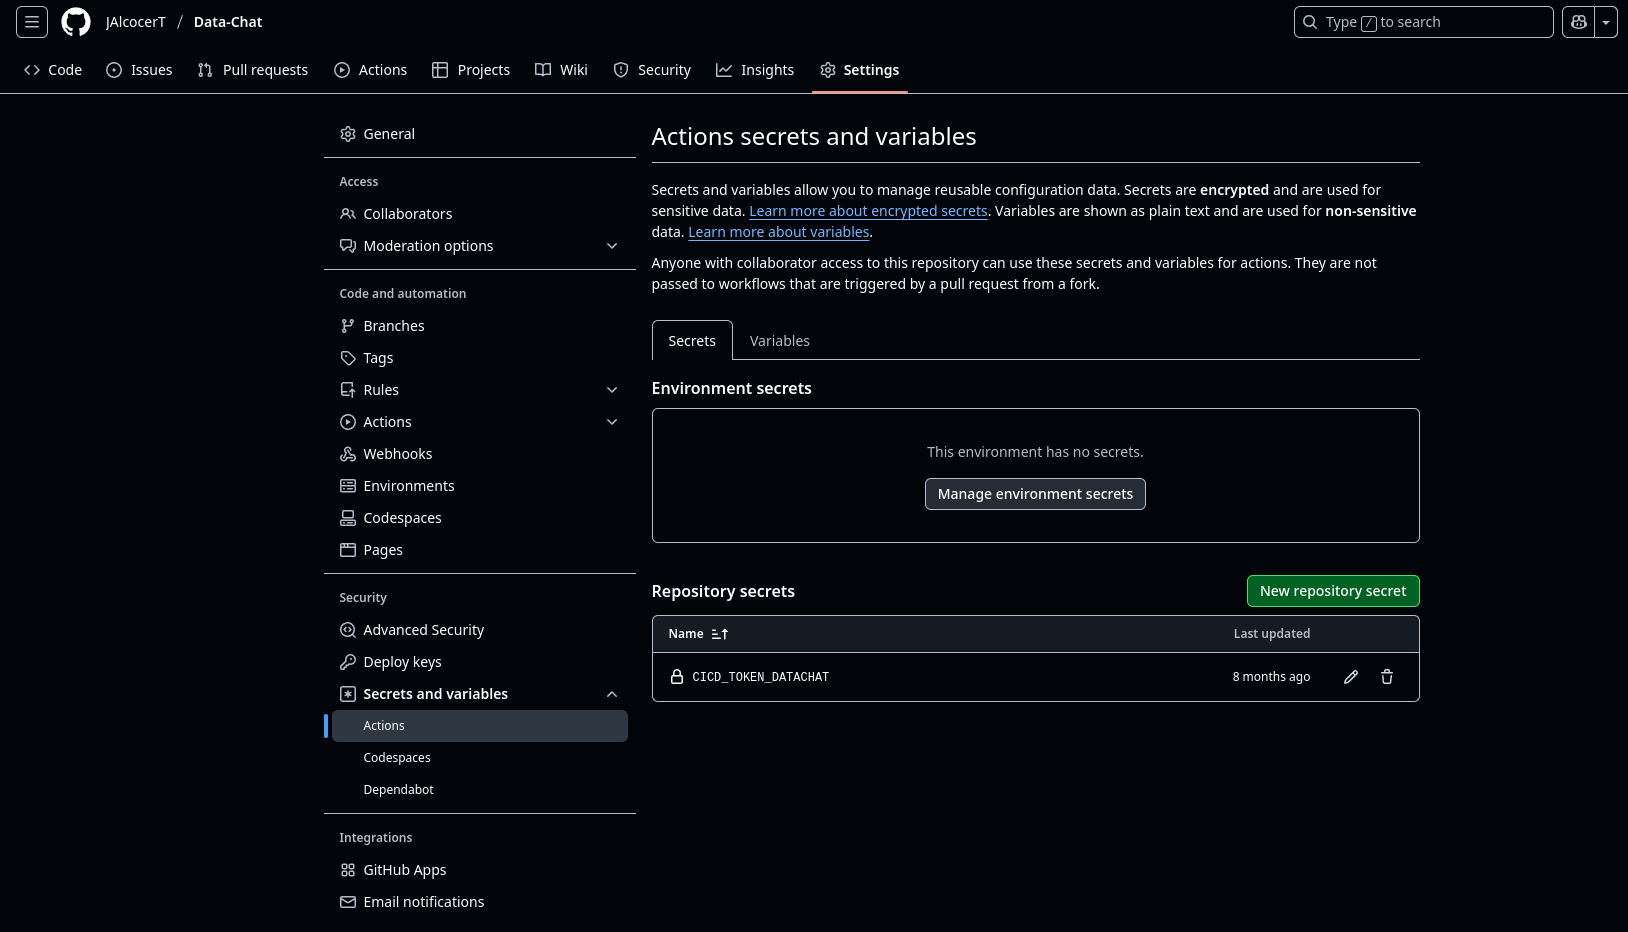 JAlcocerT / Data-Chat
Type / to search
Code Issues Pull requests Actions Projects Wiki Security Insights Settings
General
Access
Collaborators
Moderation options
Code and automation
Branches
Tags
Rules
Actions
Webhooks
Environments
Codespaces
Pages
Security
Advanced Security
Deploy keys
Secrets and variables
Actions
Codespaces
Dependabot
Integrations
GitHub Apps
Email notifications
Actions secrets and variables
Secrets and variables allow you to manage reusable configuration data. Secrets are encrypted and are used for
sensitive data. Learn more about encrypted secrets. Variables are shown as plain text and are used for non-sensitive
data. Learn more about variables.
Anyone with collaborator access to this repository can use these secrets and variables for actions. They are not
passed to workflows that are triggered by a pull request from a fork.
Secrets Variables
Environment secrets
This environment has no secrets.
Manage environment secrets
Repository secrets
New repository secret
Name Last updated
CICD_TOKEN_DATACHAT 8 months ago